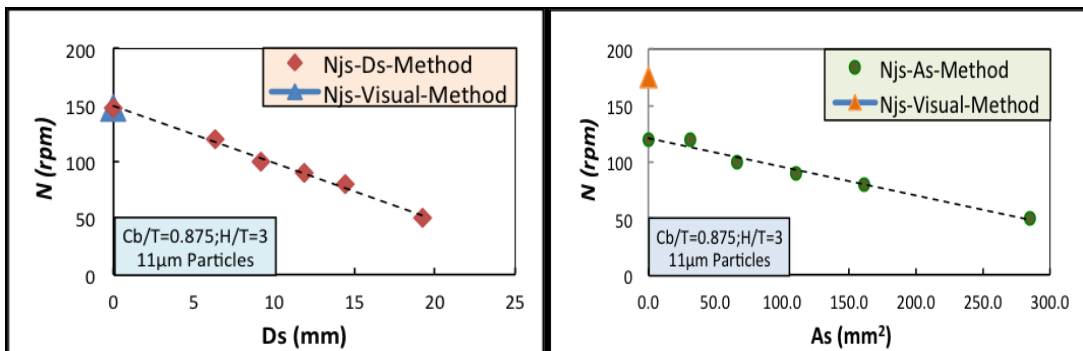 200
150
100
50
0
N (rpm)
Njs-Ds-Method
Njs-Visual-Method
Cb/T=0.875;H/T=3
11µm Particles
0 5 10 15 20 25
Ds (mm)
200
150
100
50
0
N (rpm)
Njs-As-Method
Njs-Visual-Method
Cb/T=0.875;H/T=3
11µm Particles
0.0 50.0 100.0 150.0 200.0 250.0 300.0
As (mm²)